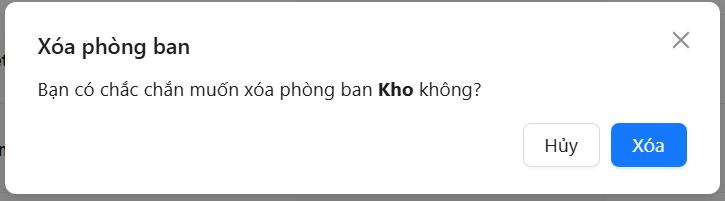 Xóa phòng ban
Bạn có chắc chắn muốn xóa phòng ban Kho không?
Hủy
Xóa